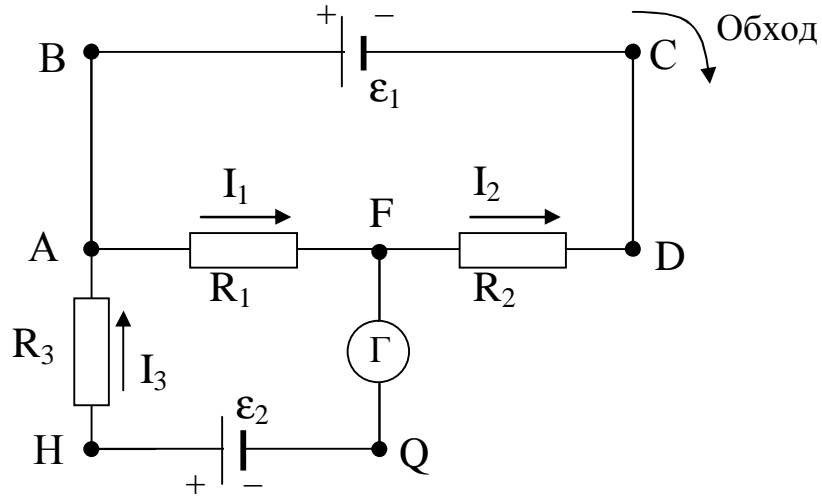 + −
B C Обход
ε₁
I₁ I₂
F
A D
R₁ R₂
R₃ Г
I₃
ε₂
H Q
+ −